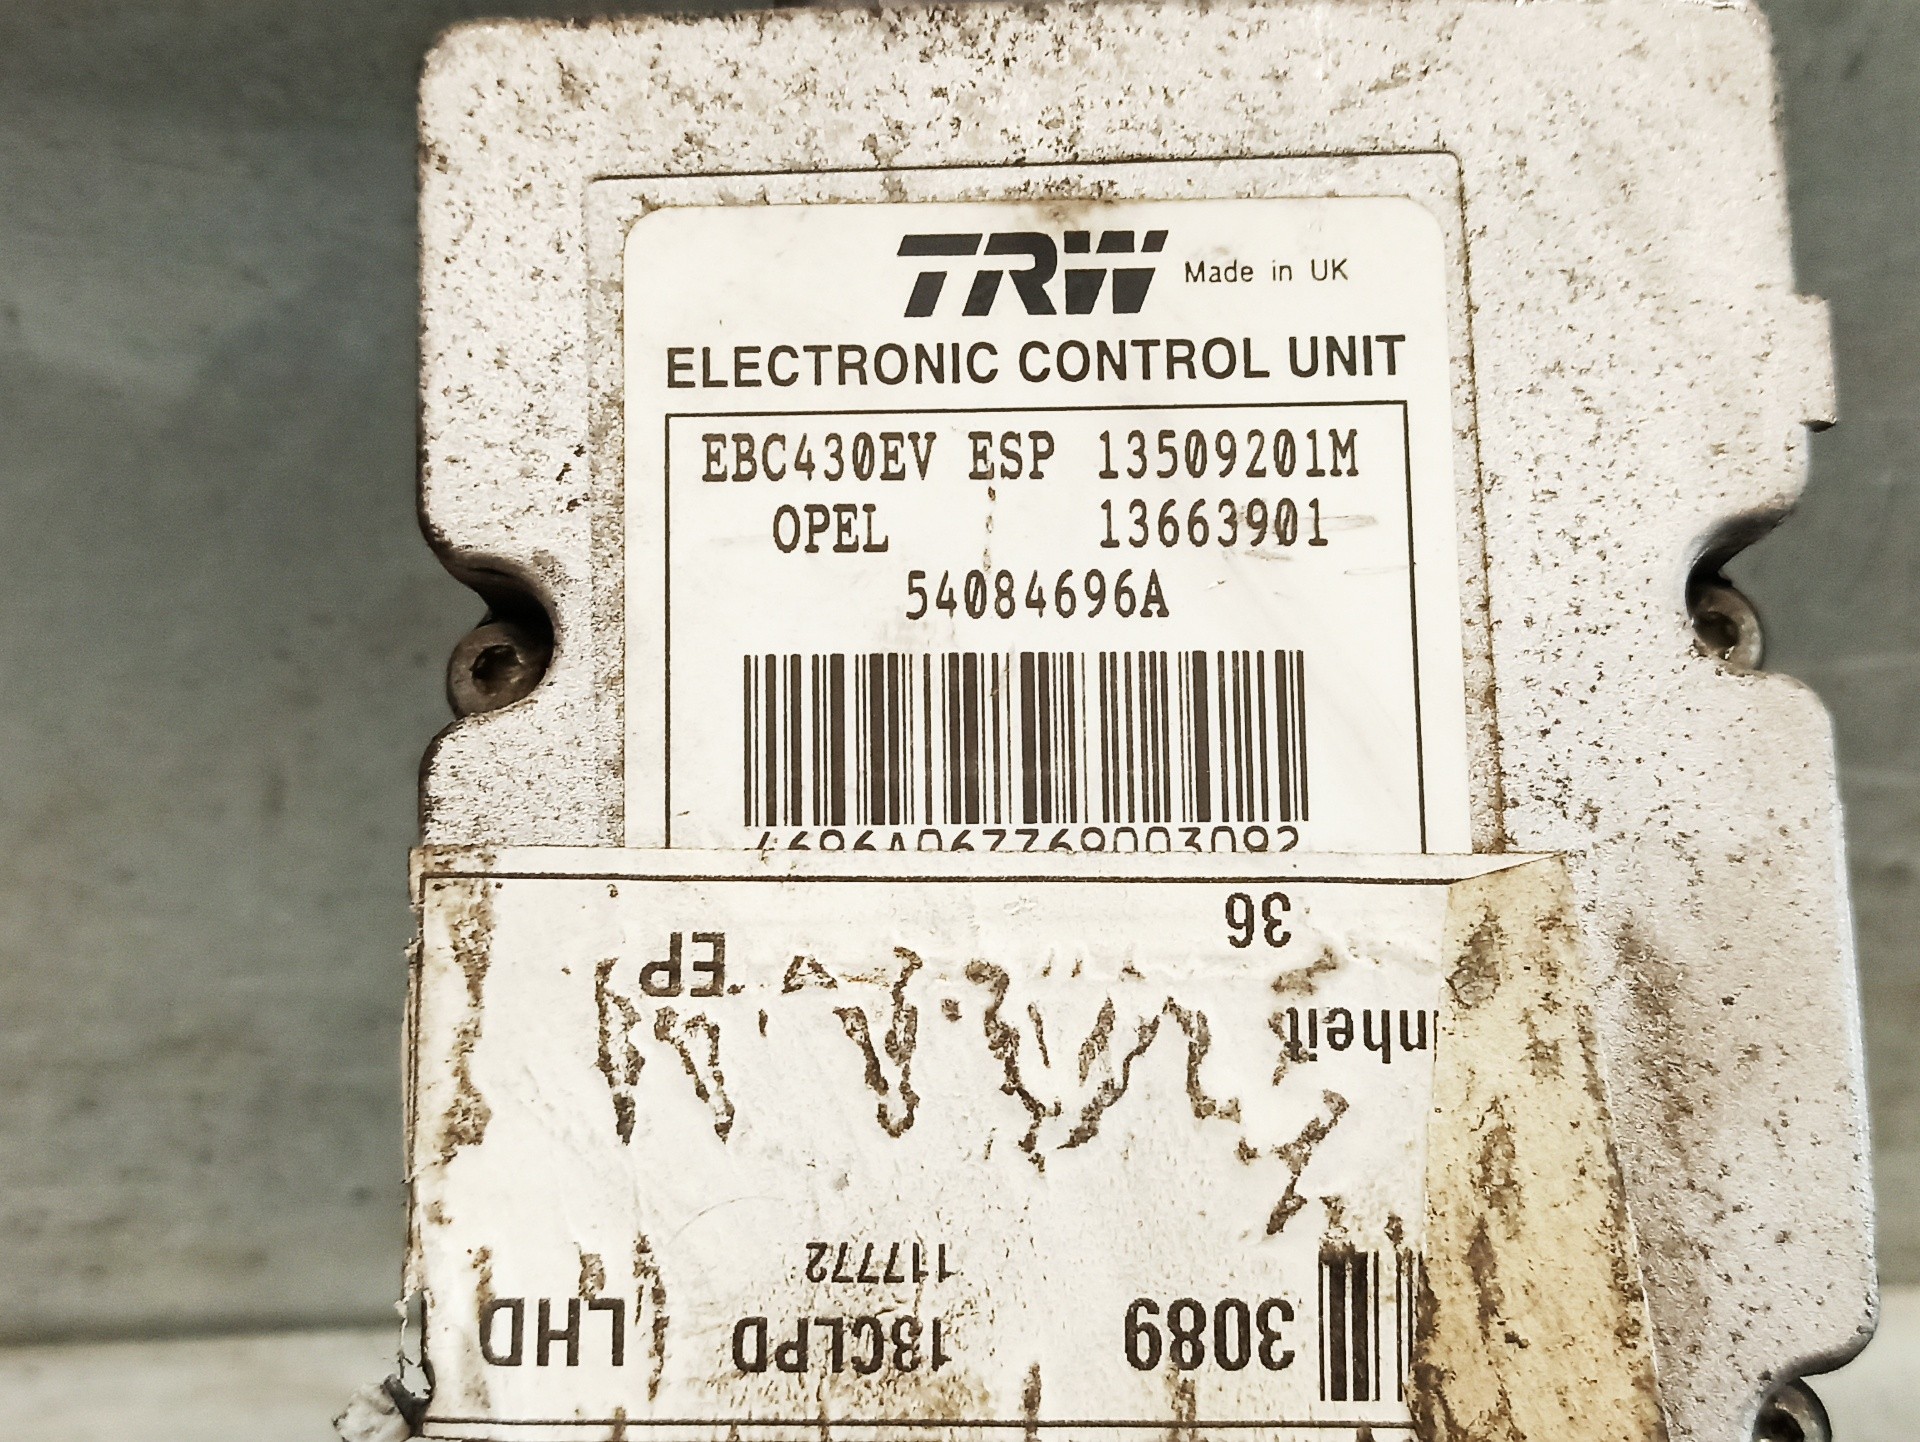 TRW Made in UK
ELECTRONIC CONTROL UNIT
EBC430EV ESP 13509201M
OPEL 13663901
54084696A
3089 13CLPD LHD
117772
nheit
EP
36